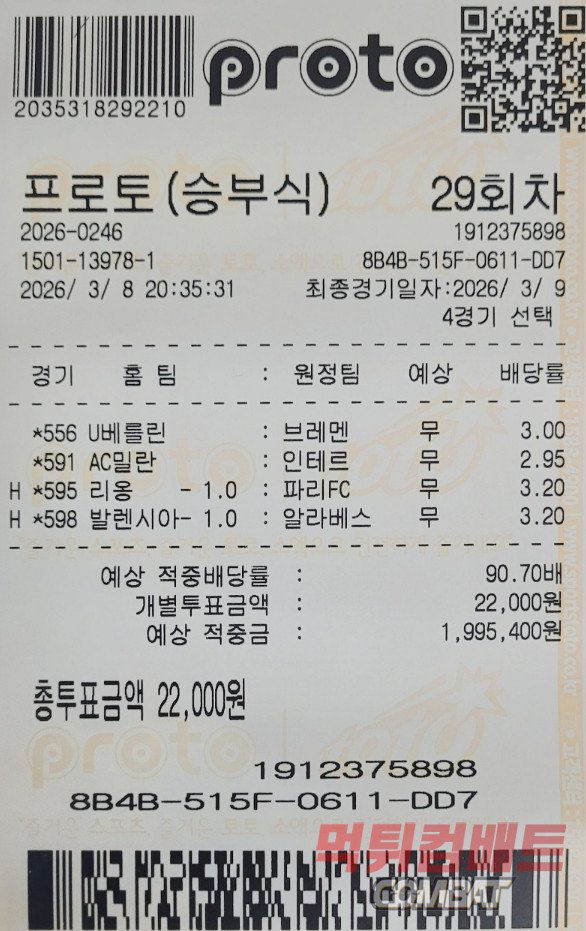 2035318292210
proto
프로토(승부식) 29회차
2026-0246 1912375898
1501-13978-1 8B4B-515F-0611-DD7
2026/ 3/ 8 20:35:31 최종경기일자:2026/ 3/ 9
4경기 선택
경기 홈 팀 : 원정팀 예상 배당률
*556 U베를린 : 브레멘 무 3.00
*591 AC밀란 : 인테르 무 2.95
H *595 리옹 - 1.0 : 파리FC 무 3.20
H *598 발렌시아- 1.0 : 알라베스 무 3.20
예상 적중배당률 : 90.70배
개별투표금액 : 22,000원
예상 적중금 : 1,995,400원
총투표금액 22,000원
1912375898
8B4B-515F-0611-DD7
먹튀컴배트
COMBAT